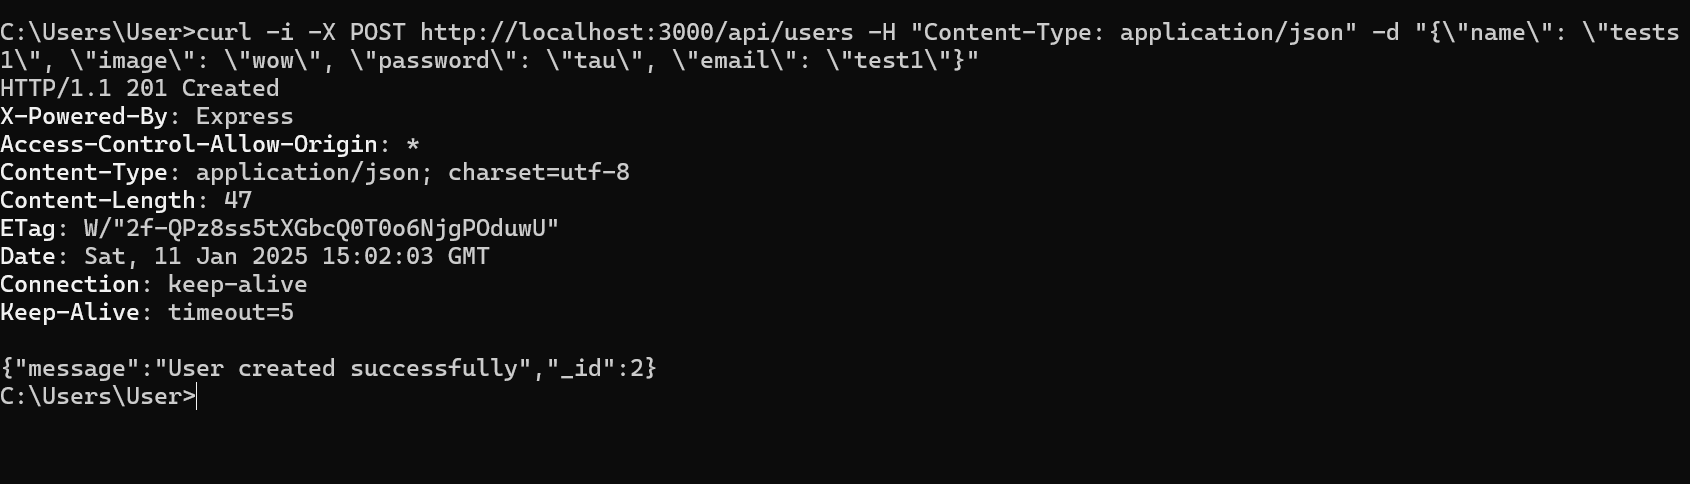 C:\Users\User>curl -i -X POST http://localhost:3000/api/users -H "Content-Type: application/json" -d "{\"name\": \"tests
1\", \"image\": \"wow\", \"password\": \"tau\", \"email\": \"test1\"}"
HTTP/1.1 201 Created
X-Powered-By: Express
Access-Control-Allow-Origin: *
Content-Type: application/json; charset=utf-8
Content-Length: 47
ETag: W/"2f-QPz8ss5tXGbcQ0T0o6NjgPOduwU"
Date: Sat, 11 Jan 2025 15:02:03 GMT
Connection: keep-alive
Keep-Alive: timeout=5
{"message":"User created successfully","_id":2}
C:\Users\User>